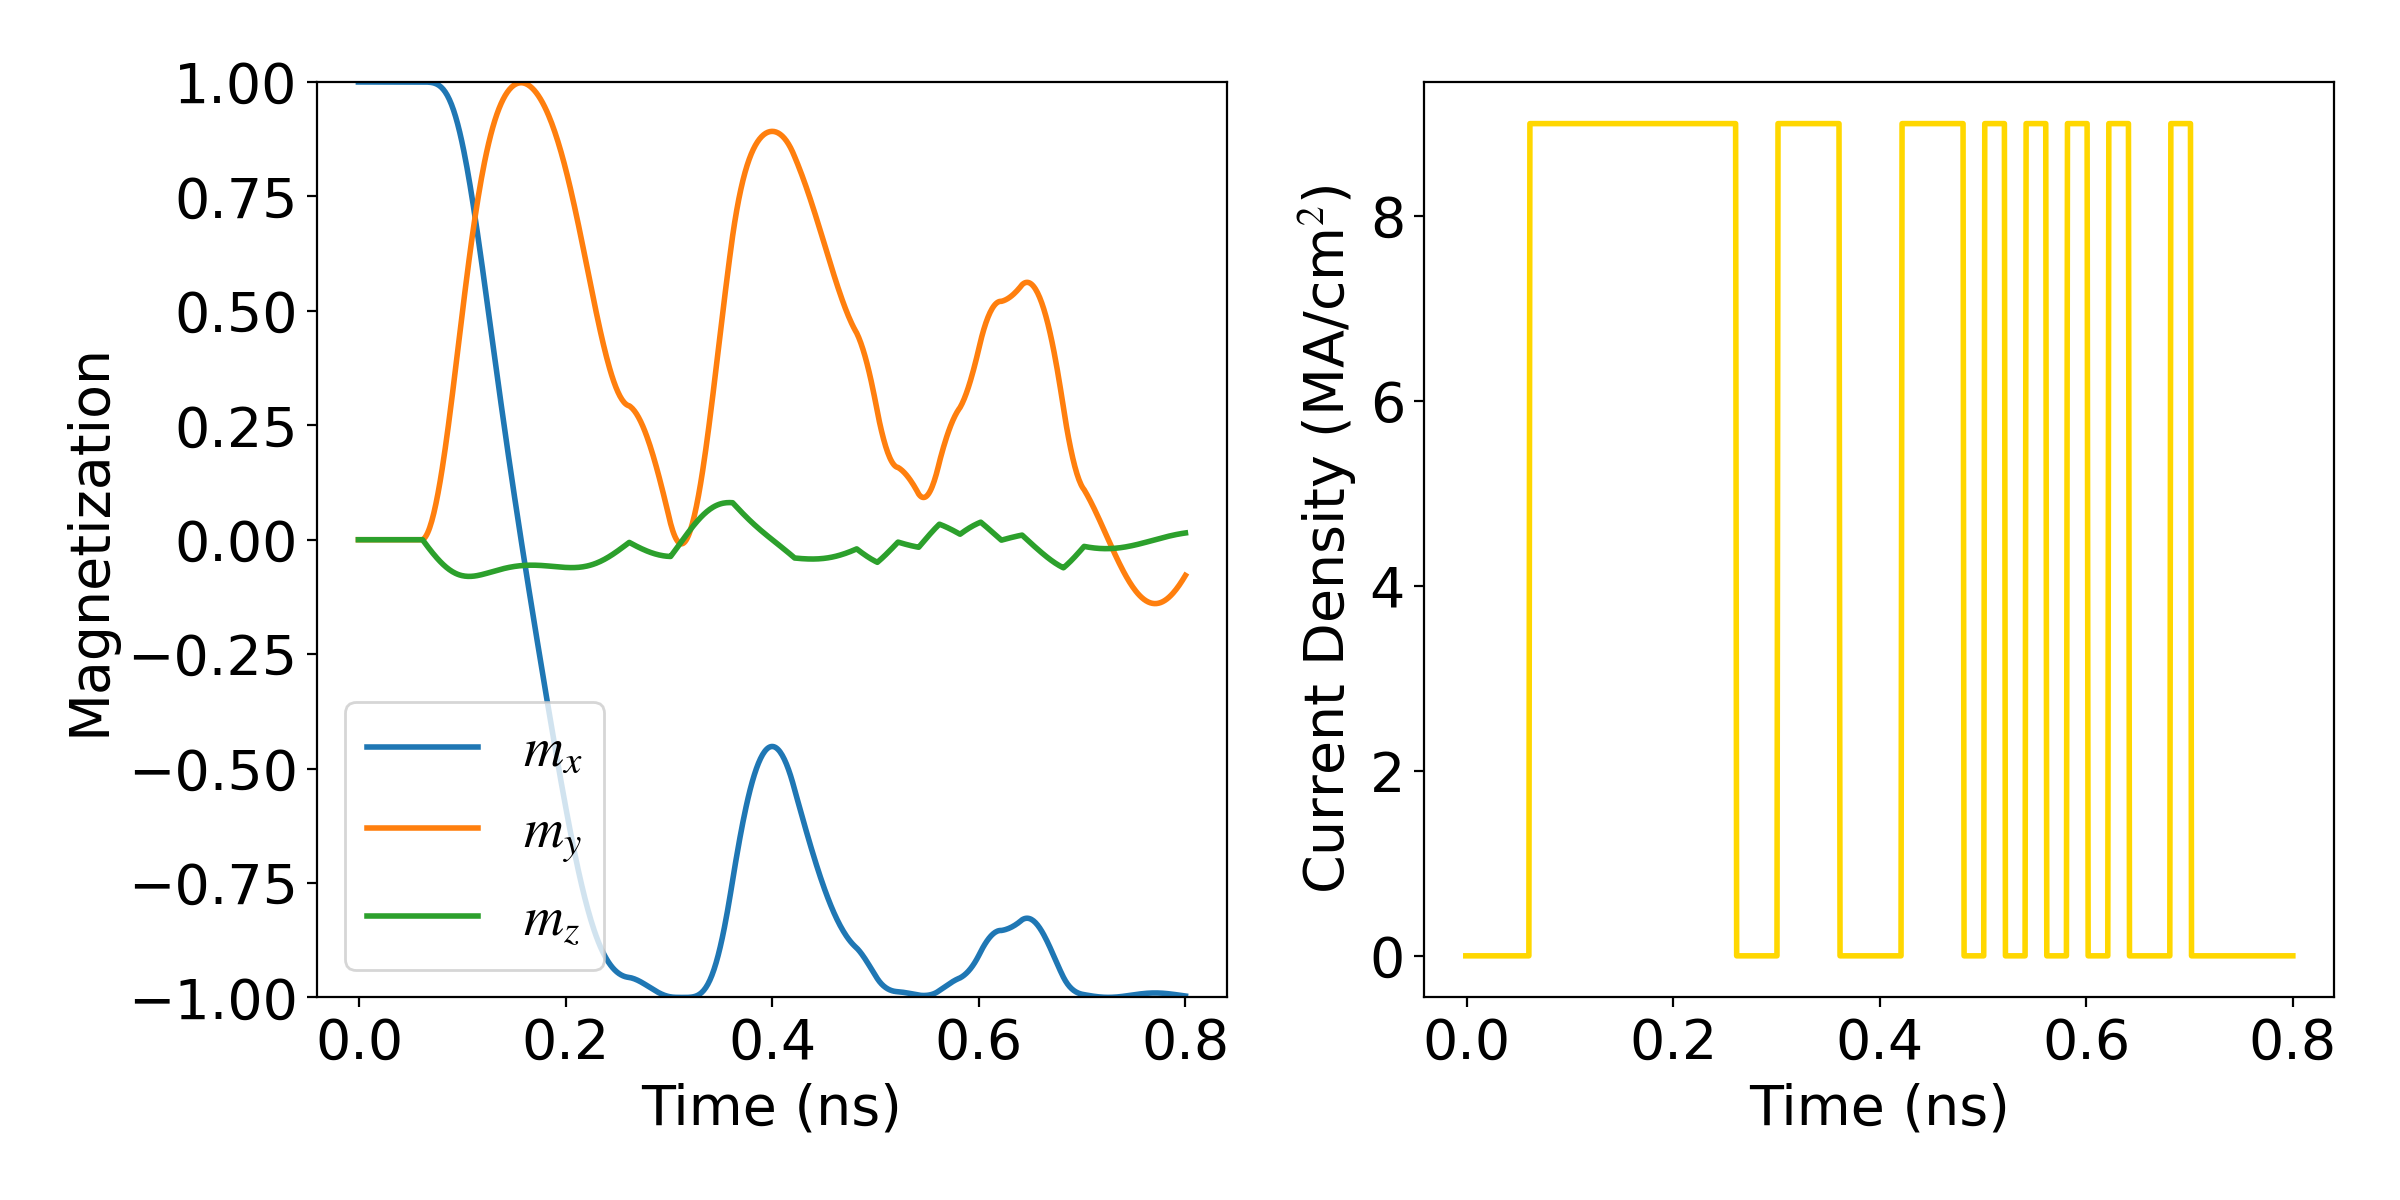 1.00
0.75
0.50
0.25
0.00
−0.25
−0.50
−0.75
−1.00
Magnetization
m_x
m_y
m_z
0.0 0.2 0.4 0.6 0.8
Time (ns)
8
6
4
2
0
Current Density (MA/cm²)
0.0 0.2 0.4 0.6 0.8
Time (ns)